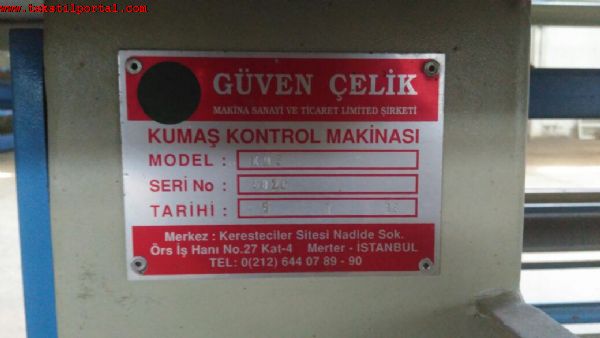 www.tekstilportal.com
GÜVEN ÇELİK
MAKİNA SANAYİ VE TİCARET LİMİTED ŞİRKETİ
KUMAŞ KONTROL MAKİNASI
MODEL :
SERİ No :
TARİHİ :
Merkez : Keresteciler Sitesi Nadide Sok.
Örs İş Hanı No.27 Kat-4 Merter - İSTANBUL
TEL: 0(212) 644 07 89 - 90